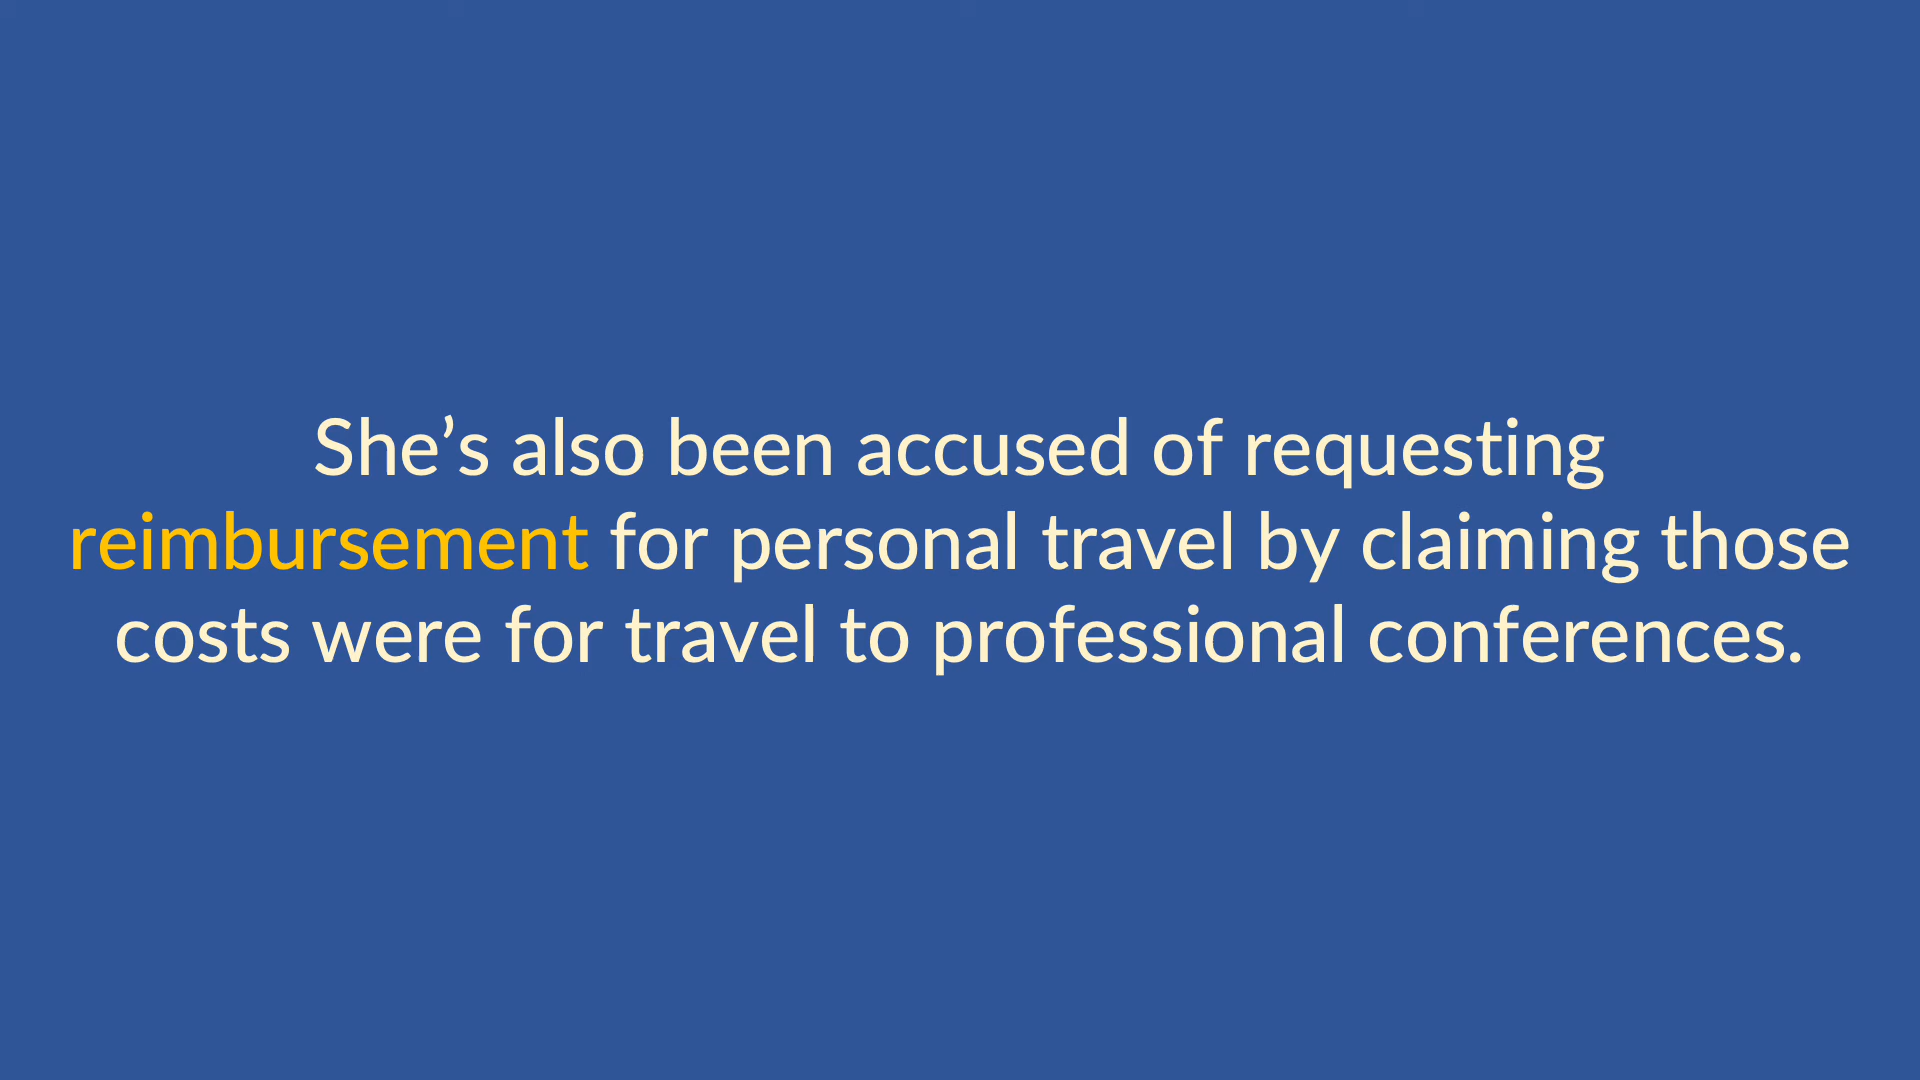 She’s also been accused of requesting
reimbursement for personal travel by claiming those
costs were for travel to professional conferences.